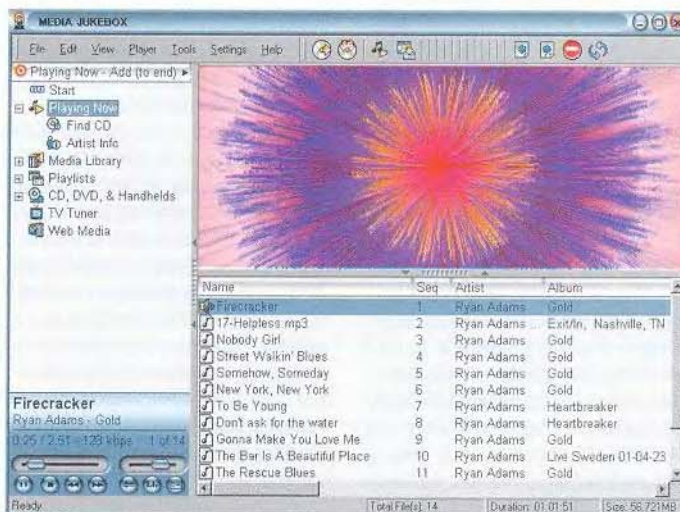 MEDIA JUKEBOX
File Edit View Player Tools Settings Help
Playing Now - Add (to end)
Start
Playing Now
Find CD
Artist Info
Media Library
Playlists
CD, DVD, & Handhelds
TV Tuner
Web Media
Name Seq Artist Album
Firecracker 1 Ryan Adams Gold
17-Helpless mp3 2 Ryan Adams ... Exit/In, Nashville, TN
Nobody Girl 3 Ryan Adams Gold
Street Walkin' Blues 4 Ryan Adams Gold
Somehow, Someday 5 Ryan Adams Gold
New York, New York 6 Ryan Adams Gold
To Be Young 7 Ryan Adams Heartbreaker
Don't ask for the water 8 Ryan Adams Heartbreaker
Gonna Make You Love Me 9 Ryan Adams Gold
The Bar Is A Beautiful Place 10 Ryan Adams Live Sweden 01-04-23
The Rescue Blues 11 Ryan Adams Gold
Firecracker
Ryan Adams - Gold
0:25 / 2:51 - 128 kbps 1 of 14
Ready
Total File(s): 14 Duration: 01:01:51 Size: 56.721MB